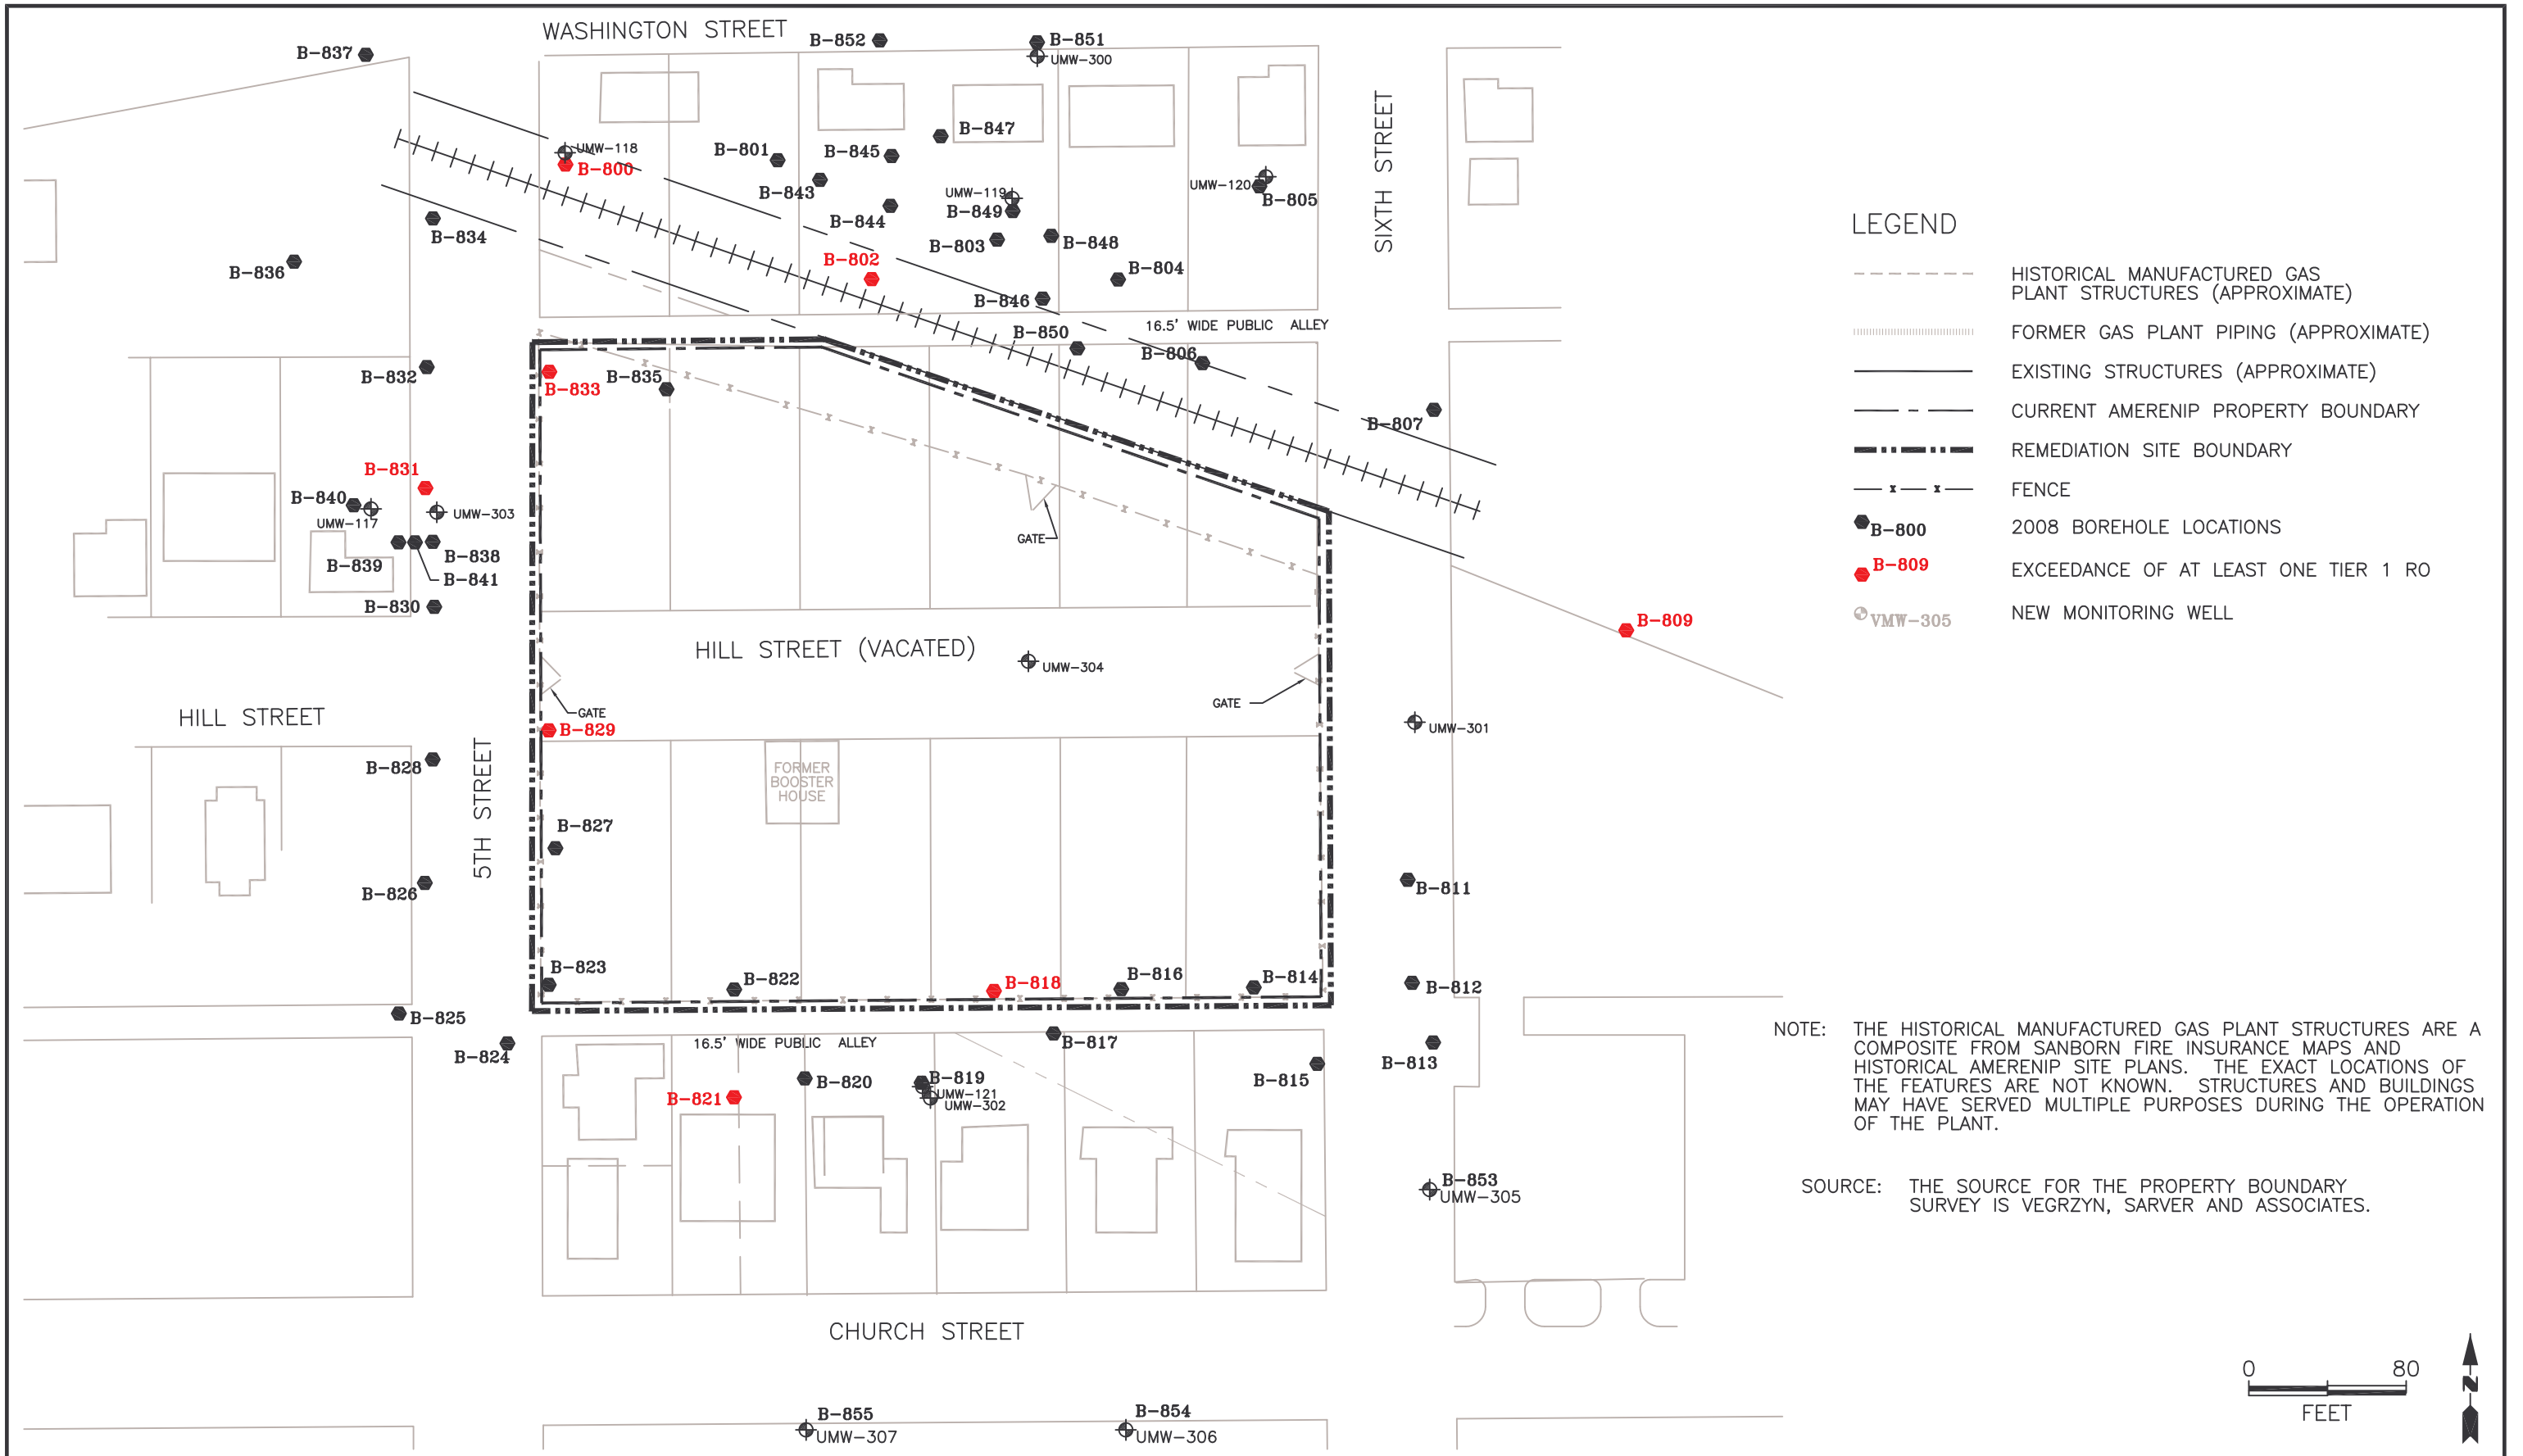 WASHINGTON STREET
B-837
B-852
B-851
UMW-300
SIXTH STREET
UMW-118
B-800
B-801
B-845
B-847
B-843
B-844
UMW-119
B-849
B-803
B-848
UMW-120
B-805
B-834
B-836
B-802
B-804
B-846
16.5' WIDE PUBLIC ALLEY
B-850
B-806
B-807
B-832
B-833
B-835
B-831
B-840
UMW-117
UMW-303
GATE
B-839
B-838
B-841
B-830
B-809
HILL STREET (VACATED)
UMW-304
GATE
GATE
UMW-301
HILL STREET
B-829
B-828
5TH STREET
FORMER
BOOSTER
HOUSE
B-827
B-826
B-811
B-823
B-822
B-818
B-816
B-814
B-812
B-825
B-824
16.5' WIDE PUBLIC ALLEY
B-817
B-813
B-815
B-821
B-820
B-819
UMW-121
UMW-302
B-853
UMW-305
CHURCH STREET
B-855
UMW-307
B-854
UMW-306
LEGEND
HISTORICAL MANUFACTURED GAS
PLANT STRUCTURES (APPROXIMATE)
FORMER GAS PLANT PIPING (APPROXIMATE)
EXISTING STRUCTURES (APPROXIMATE)
CURRENT AMERENIP PROPERTY BOUNDARY
REMEDIATION SITE BOUNDARY
FENCE
B-800 2008 BOREHOLE LOCATIONS
B-809 EXCEEDANCE OF AT LEAST ONE TIER 1 RO
VMW-305 NEW MONITORING WELL
NOTE: THE HISTORICAL MANUFACTURED GAS PLANT STRUCTURES ARE A
COMPOSITE FROM SANBORN FIRE INSURANCE MAPS AND
HISTORICAL AMERENIP SITE PLANS. THE EXACT LOCATIONS OF
THE FEATURES ARE NOT KNOWN. STRUCTURES AND BUILDINGS
MAY HAVE SERVED MULTIPLE PURPOSES DURING THE OPERATION
OF THE PLANT.
SOURCE: THE SOURCE FOR THE PROPERTY BOUNDARY
SURVEY IS VEGRZYN, SARVER AND ASSOCIATES.
0 80
FEET
N